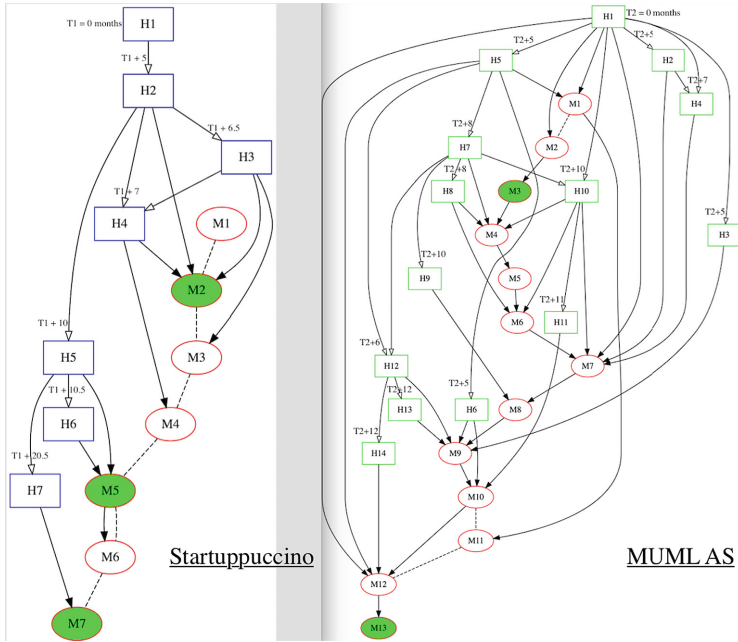 T1 = 0 months
H1
T1 + 5
H2
T1 + 6.5
H3
T1 + 7
H4
M1
M2
T1 + 10
M3
H5
T1 + 10.5
H6
M4
T1 + 20.5
H7
M5
M6
M7
Startuppuccino
H1
T2 = 0 months
T2+5
T2+5
H5
H2
T2+7
H4
M1
T2+8
H7
M2
T2+8
T2+10
H8
M3
H10
T2+5
H3
M4
T2+10
H9
M5
T2+11
M6
H11
T2+6
H12
M7
T2+12
H13
T2+5
H6
M8
T2+12
H14
M9
M10
M11
MUML AS
M12
M13